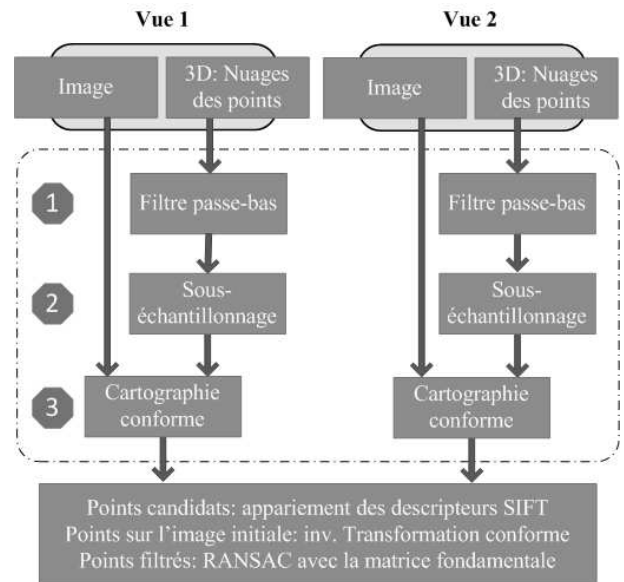 Vue 1
Vue 2
Image
3D: Nuages
des points
Image
3D: Nuages
des points
1
Filtre passe-bas
Filtre passe-bas
2
Sous-
échantillonnage
Sous-
échantillonnage
3
Cartographie
conforme
Cartographie
conforme
Points candidats: appariement des descripteurs SIFT
Points sur l'image initiale: inv. Transformation conforme
Points filtrés: RANSAC avec la matrice fondamentale